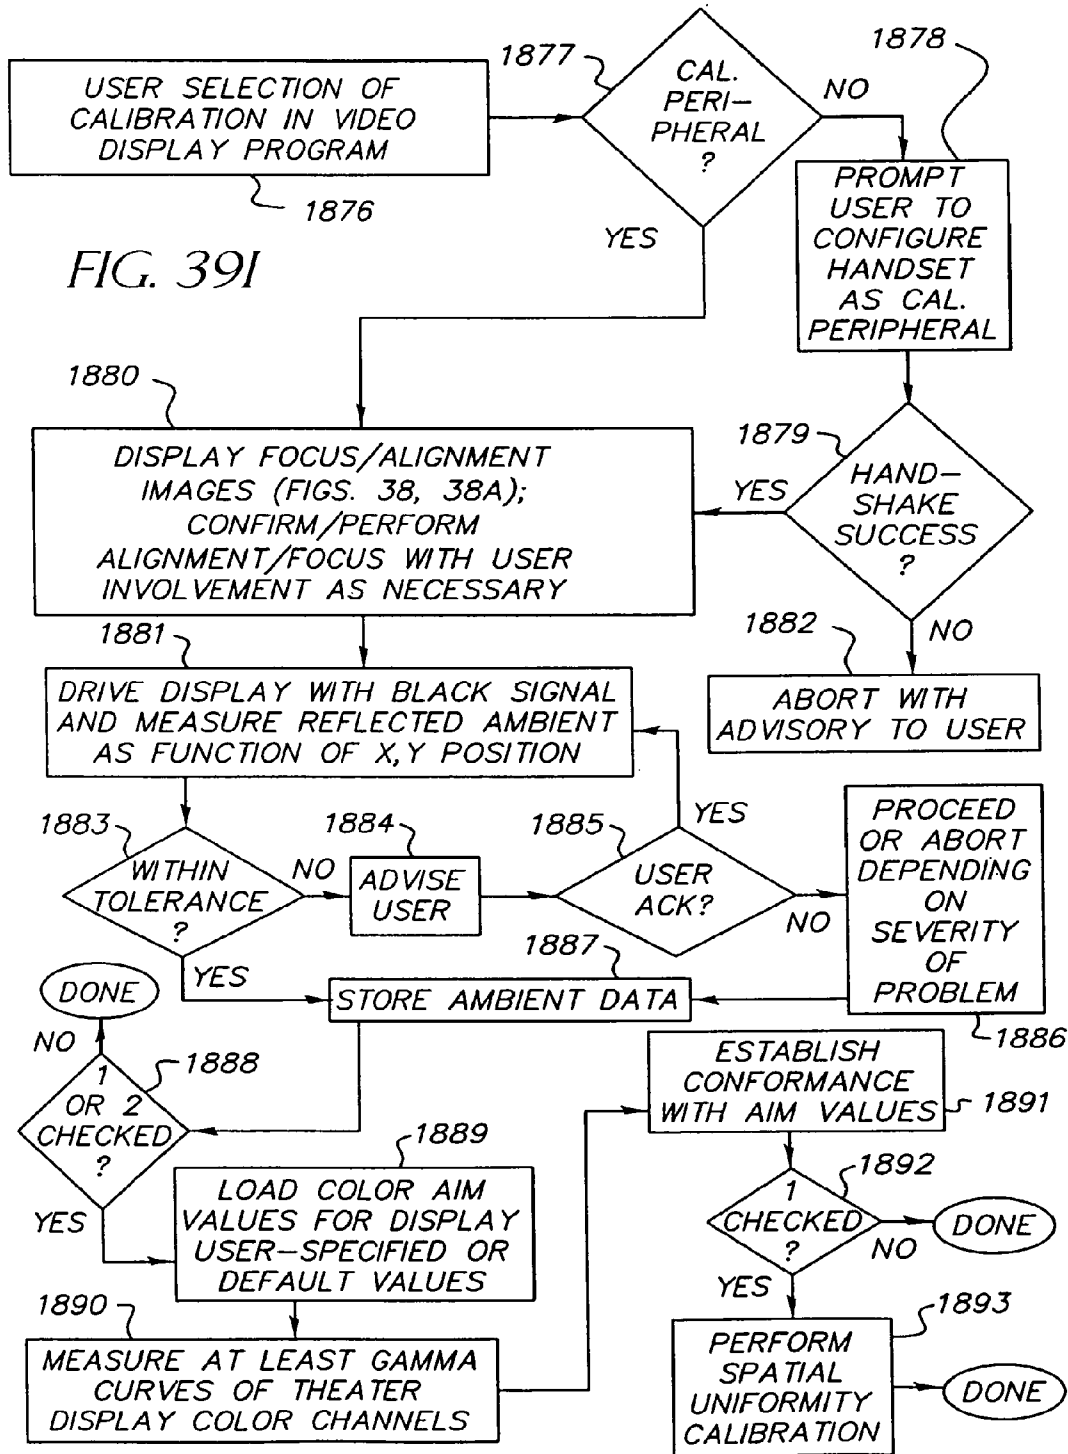 1877
1878
USER SELECTION OF
CALIBRATION IN VIDEO
DISPLAY PROGRAM
1876
CAL.
PERI-
PHERAL
?
NO
YES
PROMPT
USER TO
CONFIGURE
HANDSET
AS CAL.
PERIPHERAL
FIG. 39I
1880
DISPLAY FOCUS/ALIGNMENT
IMAGES (FIGS. 38, 38A);
CONFIRM/PERFORM
ALIGNMENT/FOCUS WITH USER
INVOLVEMENT AS NECESSARY
1879
YES
HAND-
SHAKE
SUCCESS
?
NO
1882
ABORT WITH
ADVISORY TO USER
1881
DRIVE DISPLAY WITH BLACK SIGNAL
AND MEASURE REFLECTED AMBIENT
AS FUNCTION OF X,Y POSITION
1883
WITHIN
TOLERANCE
?
NO
YES
1884
ADVISE
USER
1885
USER
ACK?
YES
NO
PROCEED
OR ABORT
DEPENDING
ON
SEVERITY
OF
PROBLEM
1886
1887
STORE AMBIENT DATA
DONE
NO
1888
1
OR 2
CHECKED
?
YES
1889
LOAD COLOR AIM
VALUES FOR DISPLAY
USER-SPECIFIED OR
DEFAULT VALUES
1890
MEASURE AT LEAST GAMMA
CURVES OF THEATER
DISPLAY COLOR CHANNELS
ESTABLISH
CONFORMANCE
WITH AIM VALUES
1891
1892
1
CHECKED
?
NO
DONE
YES
1893
PERFORM
SPATIAL
UNIFORMITY
CALIBRATION
DONE